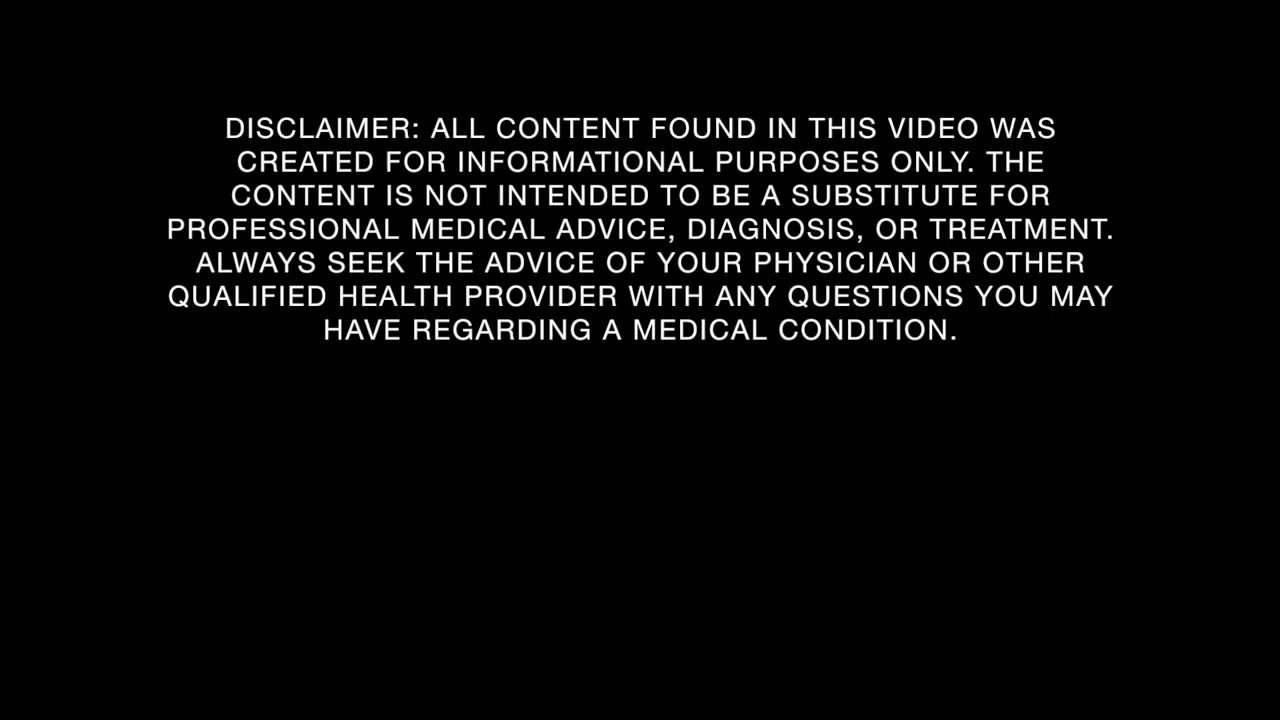 DISCLAIMER: ALL CONTENT FOUND IN THIS VIDEO WAS
CREATED FOR INFORMATIONAL PURPOSES ONLY. THE
CONTENT IS NOT INTENDED TO BE A SUBSTITUTE FOR
PROFESSIONAL MEDICAL ADVICE, DIAGNOSIS, OR TREATMENT.
ALWAYS SEEK THE ADVICE OF YOUR PHYSICIAN OR OTHER
QUALIFIED HEALTH PROVIDER WITH ANY QUESTIONS YOU MAY
HAVE REGARDING A MEDICAL CONDITION.